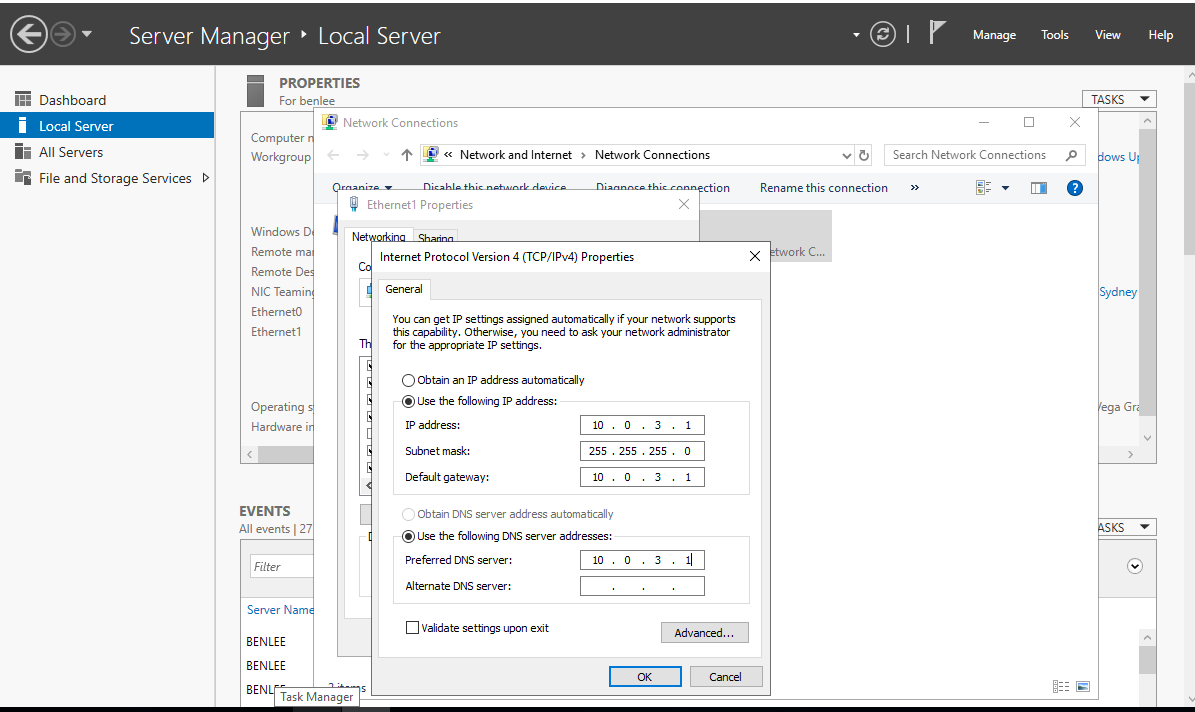 Server Manager ‣ Local Server
Manage Tools View Help
Dashboard
Local Server
All Servers
File and Storage Services
PROPERTIES
For benlee
TASKS
Computer n
Workgroup
Windows De
Remote ma
Remote Des
NIC Teaming
Ethernet0
Ethernet1
Operating s
Hardware in
dows Up
Sydney
Vega Gra
Network Connections
« Network and Internet › Network Connections
Search Network Connections
Organize Disable this network device Diagnose this connection Rename this connection »
etwork C...
Ethernet1 Properties
Networking Sharing
Co
Th
Internet Protocol Version 4 (TCP/IPv4) Properties
General
You can get IP settings assigned automatically if your network supports
this capability. Otherwise, you need to ask your network administrator
for the appropriate IP settings.
Obtain an IP address automatically
Use the following IP address:
IP address: 10 . 0 . 3 . 1
Subnet mask: 255 . 255 . 255 . 0
Default gateway: 10 . 0 . 3 . 1
Obtain DNS server address automatically
Use the following DNS server addresses:
Preferred DNS server: 10 . 0 . 3 . 1
Alternate DNS server: . . .
Validate settings upon exit
Advanced...
OK Cancel
2 items
EVENTS
All events | 27
ASKS
Filter
Server Name
BENLEE
BENLEE
BENLE
Task Manager